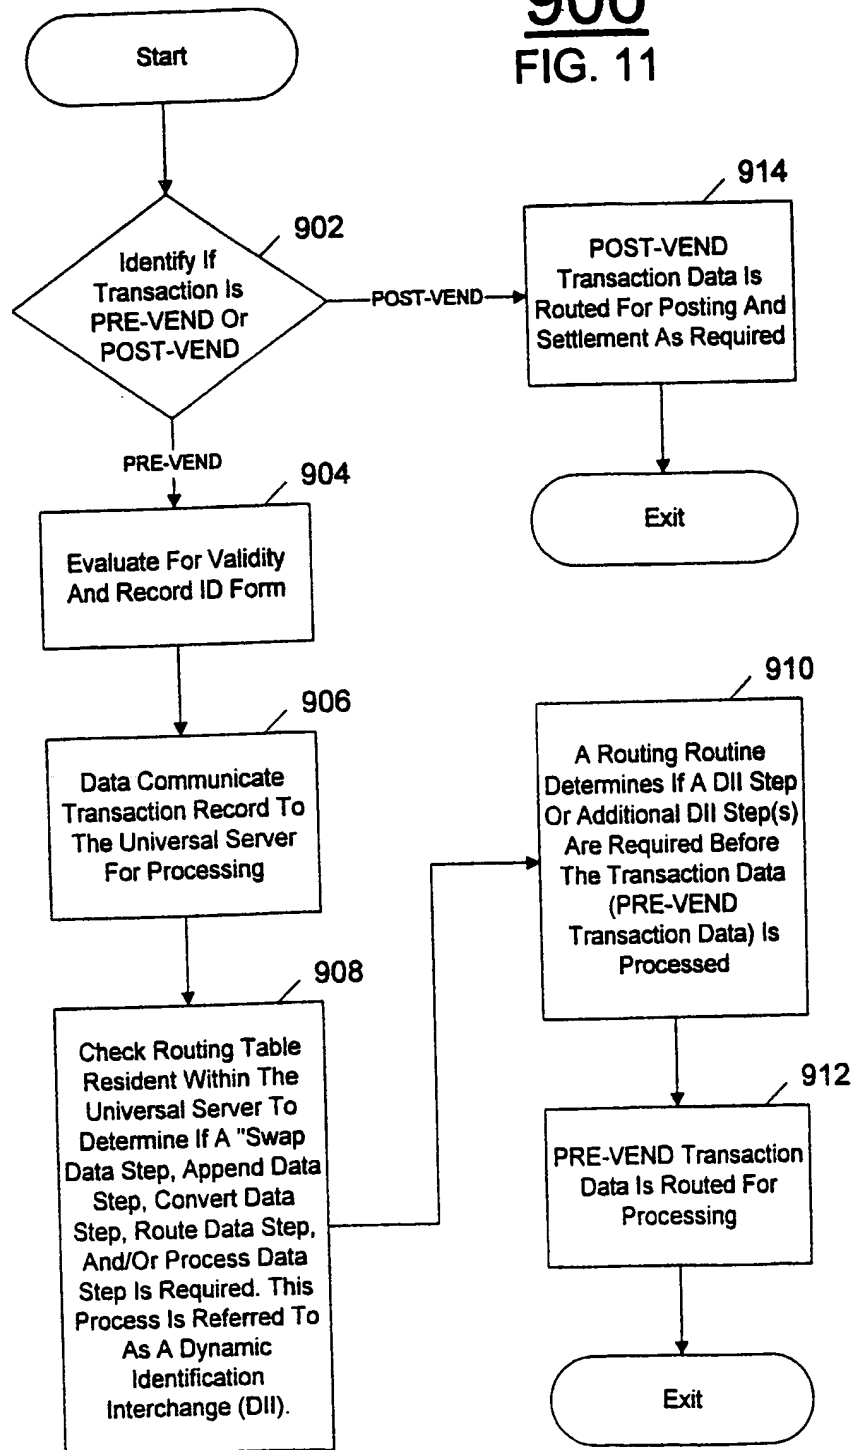 900
FIG. 11
Start
902
Identify If
Transaction Is
PRE-VEND Or
POST-VEND
POST-VEND
914
POST-VEND
Transaction Data Is
Routed For Posting And
Settlement As Required
Exit
PRE-VEND
904
Evaluate For Validity
And Record ID Form
906
Data Communicate
Transaction Record To
The Universal Server
For Processing
908
Check Routing Table
Resident Within The
Universal Server To
Determine If A "Swap
Data Step, Append Data
Step, Convert Data
Step, Route Data Step,
And/Or Process Data
Step Is Required. This
Process Is Referred To
As A Dynamic
Identification
Interchange (DII).
910
A Routing Routine
Determines If A DII Step
Or Additional DII Step(s)
Are Required Before
The Transaction Data
(PRE-VEND
Transaction Data) Is
Processed
912
PRE-VEND Transaction
Data Is Routed For
Processing
Exit